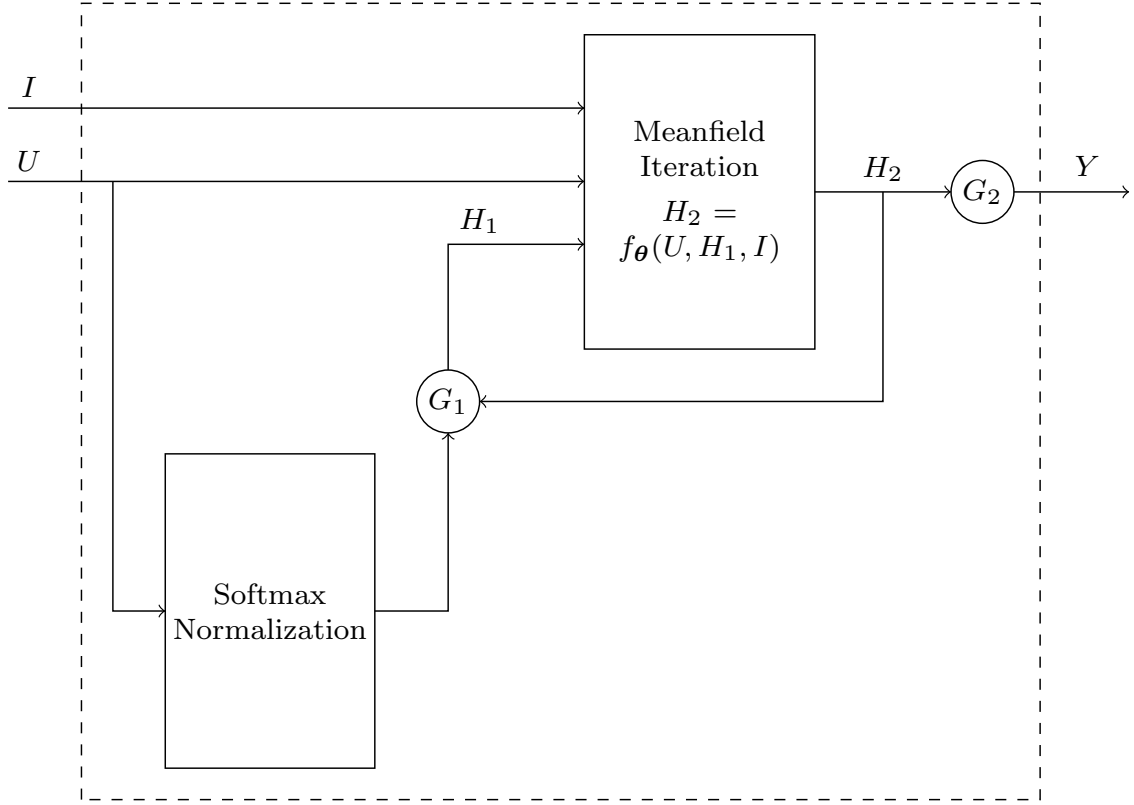 I
U
Meanfield
Iteration
H₂ =
f_𝜽(U, H₁, I)
H₂
G₂
Y
H₁
G₁
Softmax
Normalization